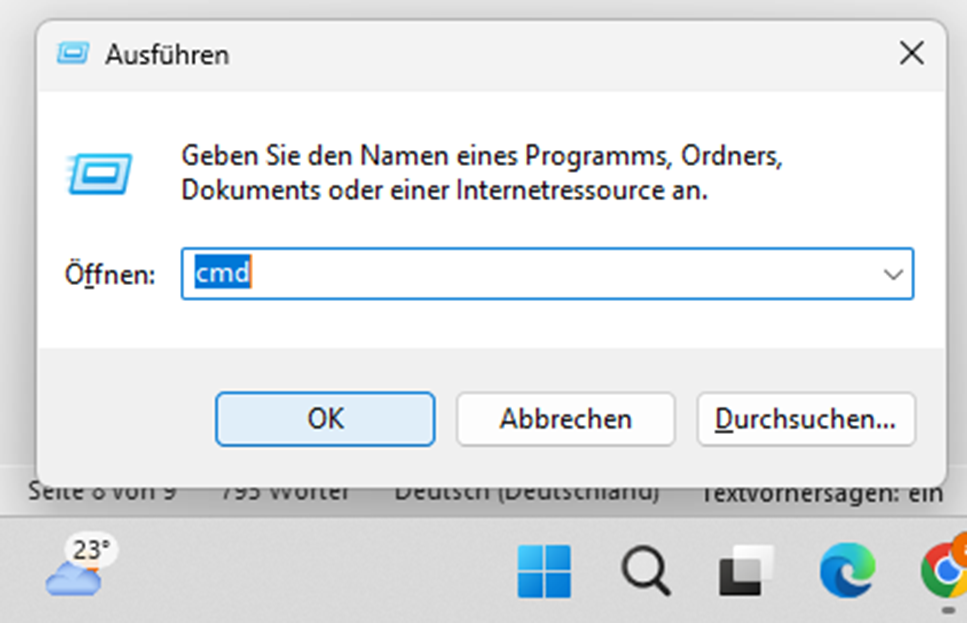 Ausführen
Geben Sie den Namen eines Programms, Ordners,
Dokuments oder einer Internetressource an.
Öffnen:
cmd
OK
Abbrechen
Durchsuchen...
Seite 8 von 9
795 Wörter
Deutsch (Deutschland)
Textvorhersagen: ein
23°